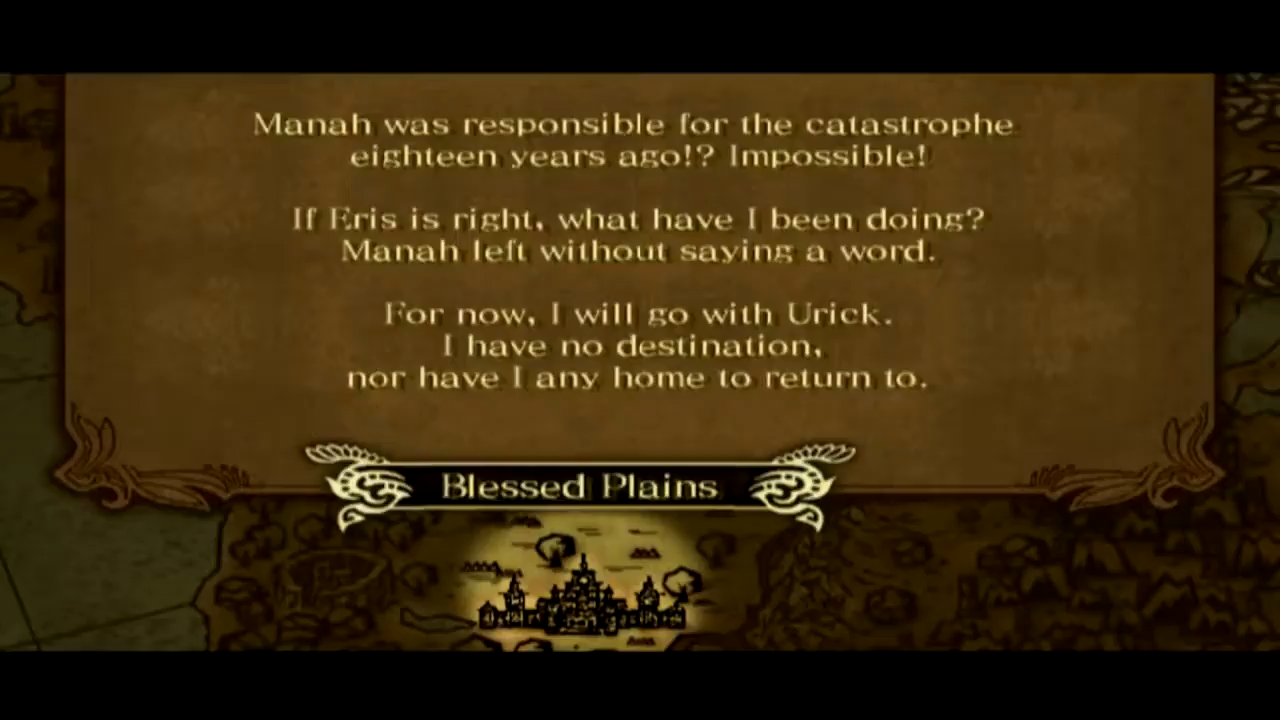 Manah was responsible for the catastrophe
eighteen years ago!? Impossible!
If Eris is right, what have I been doing?
Manah left without saying a word.
For now, I will go with Urick.
I have no destination,
nor have I any home to return to.
Blessed Plains